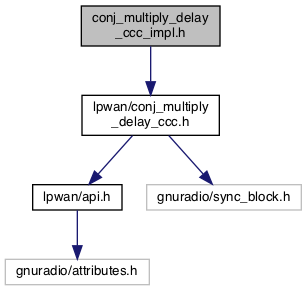 conj_multiply_delay
_ccc_impl.h
lpwan/conj_multiply
_delay_ccc.h
lpwan/api.h
gnuradio/sync_block.h
gnuradio/attributes.h